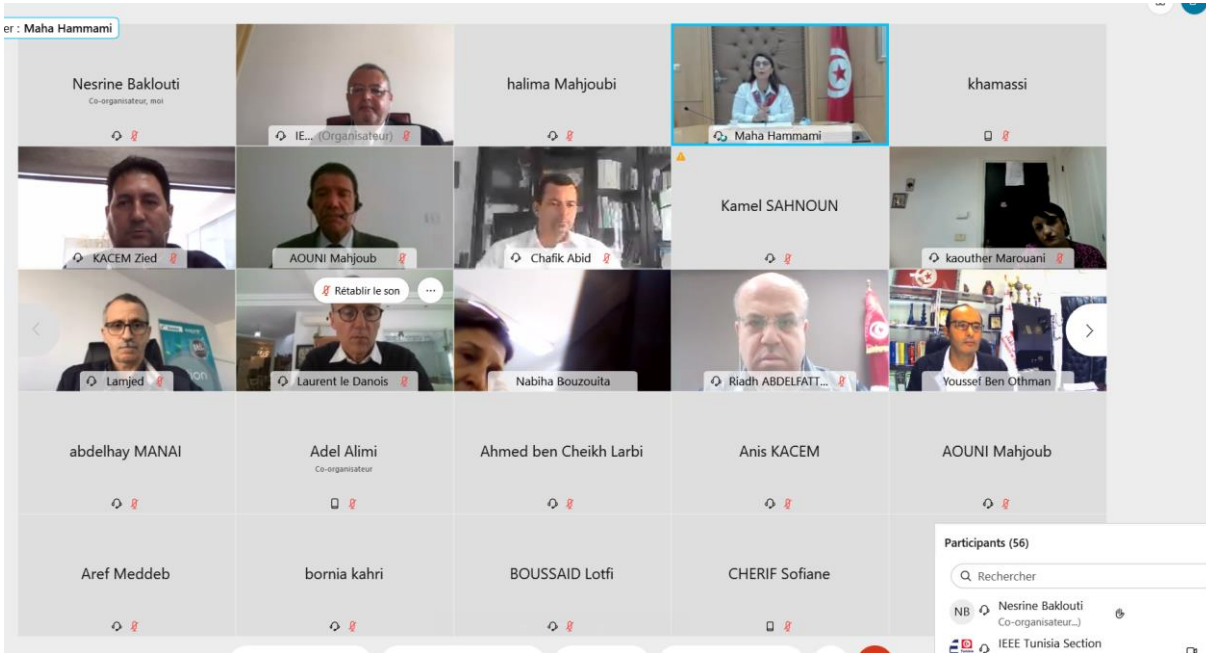 er : Maha Hammami
Nesrine Baklouti
Co-organisateur, moi
IE... (Organisateur)
halima Mahjoubi
Maha Hammami
khamassi
KACEM Zied
AOUNI Mahjoub
Chafik Abid
Kamel SAHNOUN
kaouther Marouani
Lamjed
Rétablir le son
Laurent le Danois
Nabiha Bouzouita
Riadh ABDELFATT...
Youssef Ben Othman
abdelhay MANAI
Adel Alimi
Co-organisateur
Ahmed ben Cheikh Larbi
Anis KACEM
AOUNI Mahjoub
Aref Meddeb
bornia kahri
BOUSSAID Lotfi
CHERIF Sofiane
Participants (56)
Rechercher
NB
Nesrine Baklouti
Co-organisateur...)
IEEE Tunisia Section